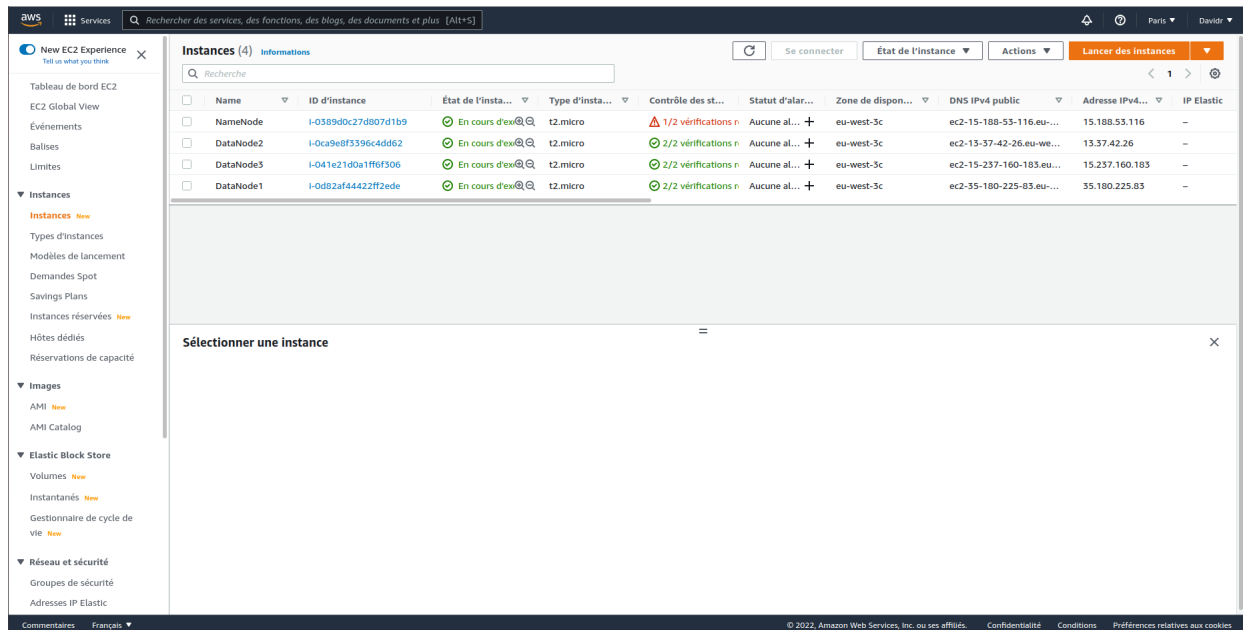 aws Services Rechercher des services, des fonctions, des blogs, des documents et plus [Alt+S] Paris ▼ Davidr ▼
New EC2 Experience
Tell us what you think
Tableau de bord EC2
EC2 Global View
Événements
Balises
Limites
▼ Instances
Instances New
Types d'instances
Modèles de lancement
Demandes Spot
Savings Plans
Instances réservées New
Hôtes dédiés
Réservations de capacité
▼ Images
AMI New
AMI Catalog
▼ Elastic Block Store
Volumes New
Instantanés New
Gestionnaire de cycle de
vie New
▼ Réseau et sécurité
Groupes de sécurité
Adresses IP Elastic
Instances (4) Informations Se connecter État de l'instance ▼ Actions ▼ Lancer des instances ▼
Recherche 1
Name ID d'instance État de l'insta... Type d'insta... Contrôle des st... Statut d'alar... Zone de dispon... DNS IPv4 public Adresse IPv4... IP Elastic
NameNode i-0389d0c27d807d1b9 En cours d'ex t2.micro 1/2 vérifications r Aucune al... + eu-west-3c ec2-15-188-53-116.eu-... 15.188.53.116 –
DataNode2 i-0ca9e8f3396c4dd62 En cours d'ex t2.micro 2/2 vérifications r Aucune al... + eu-west-3c ec2-13-37-42-26.eu-we... 13.37.42.26 –
DataNode3 i-041e21d0a1ff6f306 En cours d'ex t2.micro 2/2 vérifications r Aucune al... + eu-west-3c ec2-15-237-160-183.eu... 15.237.160.183 –
DataNode1 i-0d82af44422ff2ede En cours d'ex t2.micro 2/2 vérifications r Aucune al... + eu-west-3c ec2-35-180-225-83.eu-... 35.180.225.83 –
Sélectionner une instance
Commentaires Français ▼ © 2022, Amazon Web Services, Inc. ou ses affiliés. Confidentialité Conditions Préférences relatives aux cookies